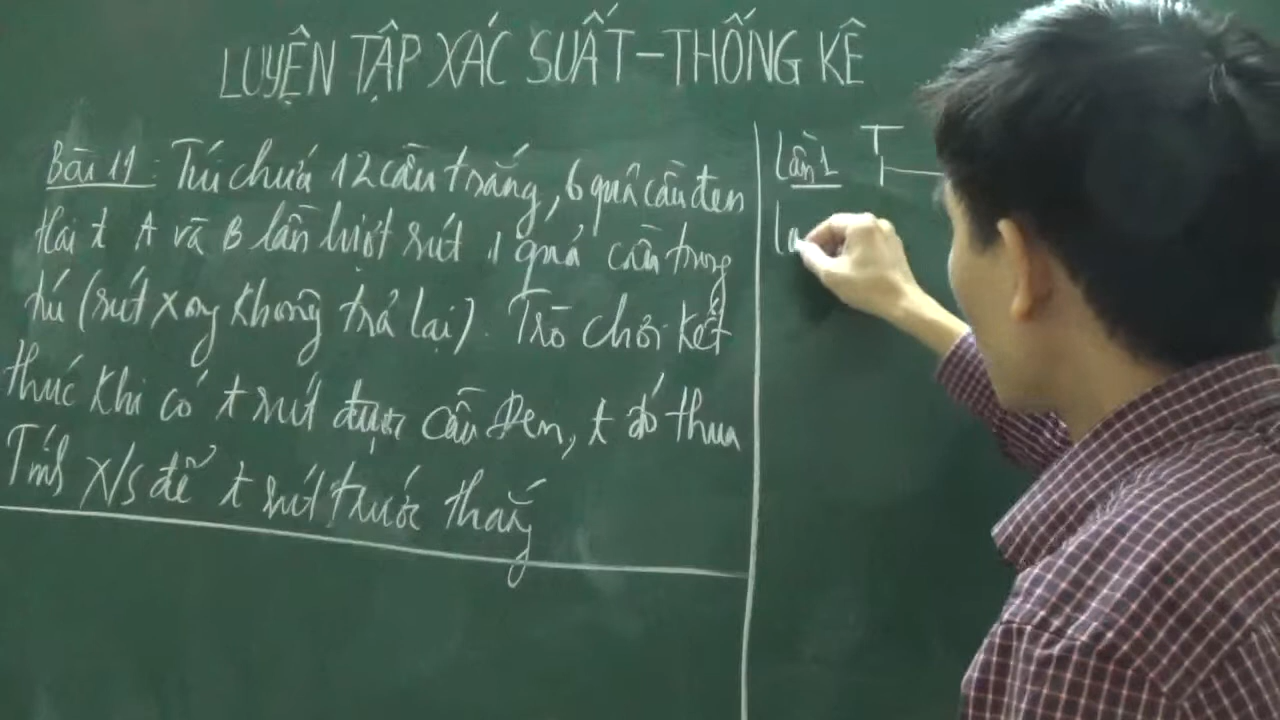 LUYỆN TẬP XÁC SUẤT - THỐNG KÊ
Bài 19: Túi chứa 12 cầu trắng, 6 quả cầu đen
Hai t A và B lần lượt rút 1 quả cầu trong
túi (rút xong không trả lại). Trò chơi kết
thúc khi có t rút được cầu đen, t đó thua
Tính x/s để t rút trước thắng
Lần 1 T